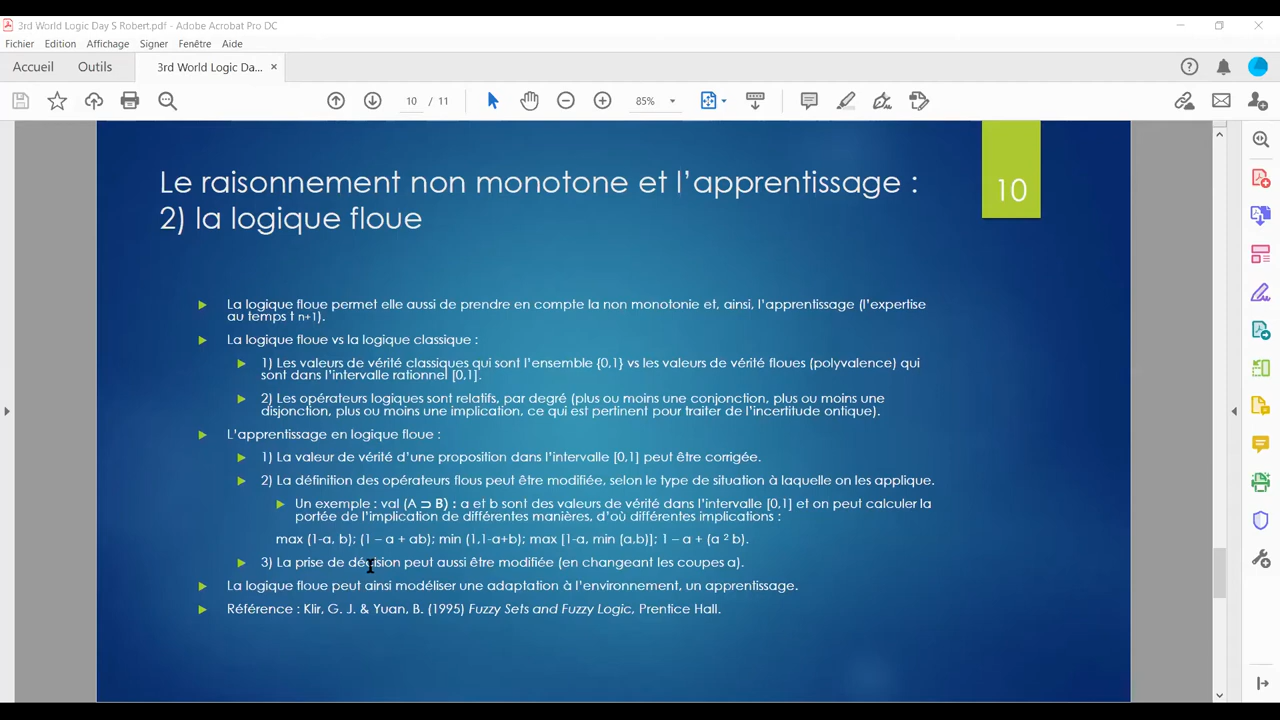 3rd World Logic Day S Robert.pdf - Adobe Acrobat Pro DC
Fichier Edition Affichage Signer Fenêtre Aide
Accueil Outils 3rd World Logic Da... ×
10 / 11 85%
Le raisonnement non monotone et l’apprentissage :
10
2) la logique floue
La logique floue permet elle aussi de prendre en compte la non monotonie et, ainsi, l’apprentissage (l’expertise
au temps t n+1).
La logique floue vs la logique classique :
1) Les valeurs de vérité classiques qui sont l’ensemble {0,1} vs les valeurs de vérité floues (polyvalence) qui
sont dans l’intervalle rationnel [0,1].
2) Les opérateurs logiques sont relatifs, par degré (plus ou moins une conjonction, plus ou moins une
disjonction, plus ou moins une implication, ce qui est pertinent pour traiter de l’incertitude ontique).
L’apprentissage en logique floue :
1) La valeur de vérité d’une proposition dans l’intervalle [0,1] peut être corrigée.
2) La définition des opérateurs flous peut être modifiée, selon le type de situation à laquelle on les applique.
Un exemple : val (A ⊃ B) : a et b sont des valeurs de vérité dans l’intervalle [0,1] et on peut calculer la
portée de l’implication de différentes manières, d’où différentes implications :
max (1-a, b); (1 – a + ab); min (1,1-a+b); max [1-a, min (a,b)]; 1 – a + (a ² b).
3) La prise de décision peut aussi être modifiée (en changeant les coupes a).
La logique floue peut ainsi modéliser une adaptation à l’environnement, un apprentissage.
Référence : Klir, G. J. & Yuan, B. (1995) Fuzzy Sets and Fuzzy Logic, Prentice Hall.